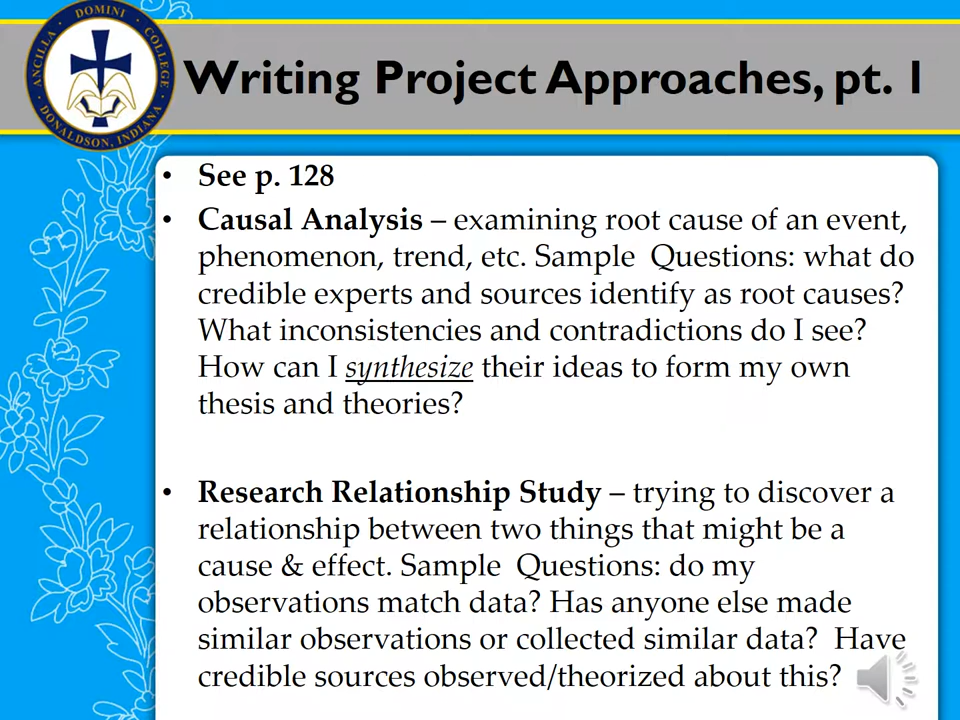 ANCILLA DOMINI COLLEGE
DONALDSON, INDIANA
Writing Project Approaches, pt. I
• See p. 128
• Causal Analysis – examining root cause of an event,
phenomenon, trend, etc. Sample  Questions: what do
credible experts and sources identify as root causes?
What inconsistencies and contradictions do I see?
How can I synthesize their ideas to form my own
thesis and theories?
• Research Relationship Study – trying to discover a
relationship between two things that might be a
cause & effect. Sample  Questions: do my
observations match data? Has anyone else made
similar observations or collected similar data?  Have
credible sources observed/theorized about this?